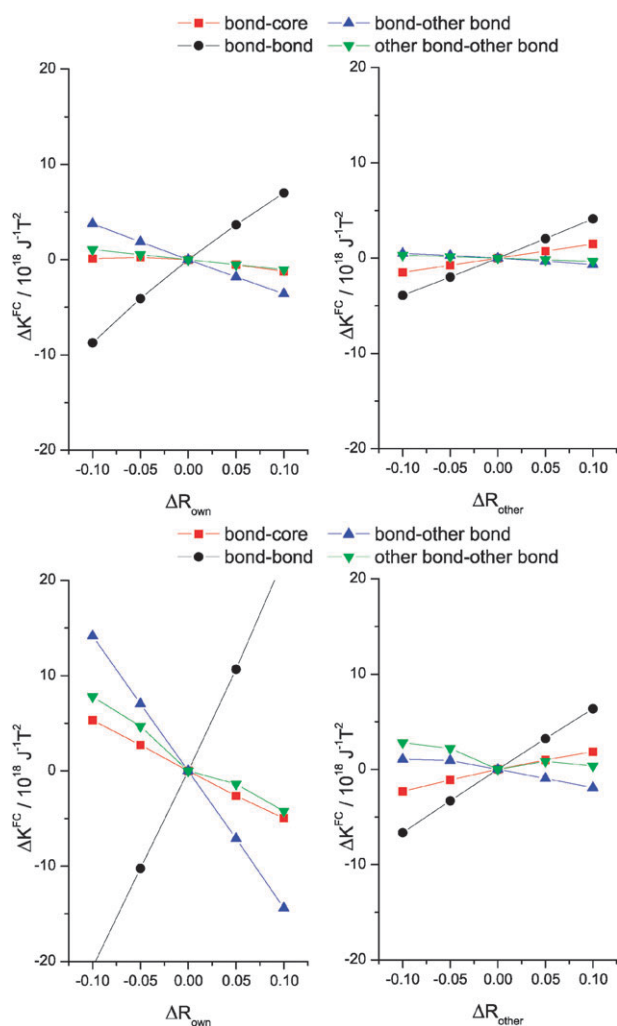 bond-core bond-other bond
bond-bond other bond-other bond
20
10
0
-10
-20
ΔK^FC / 10^18 J^-1T^2
-0.10 -0.05 0.00 0.05 0.10
ΔR_own
20
10
0
-10
-20
ΔK^FC / 10^18 J^-1T^2
-0.10 -0.05 0.00 0.05 0.10
ΔR_other
bond-core bond-other bond
bond-bond other bond-other bond
20
10
0
-10
-20
ΔK^FC / 10^18 J^-1T^2
-0.10 -0.05 0.00 0.05 0.10
ΔR_own
20
10
0
-10
-20
ΔK^FC / 10^18 J^-1T^2
-0.10 -0.05 0.00 0.05 0.10
ΔR_other